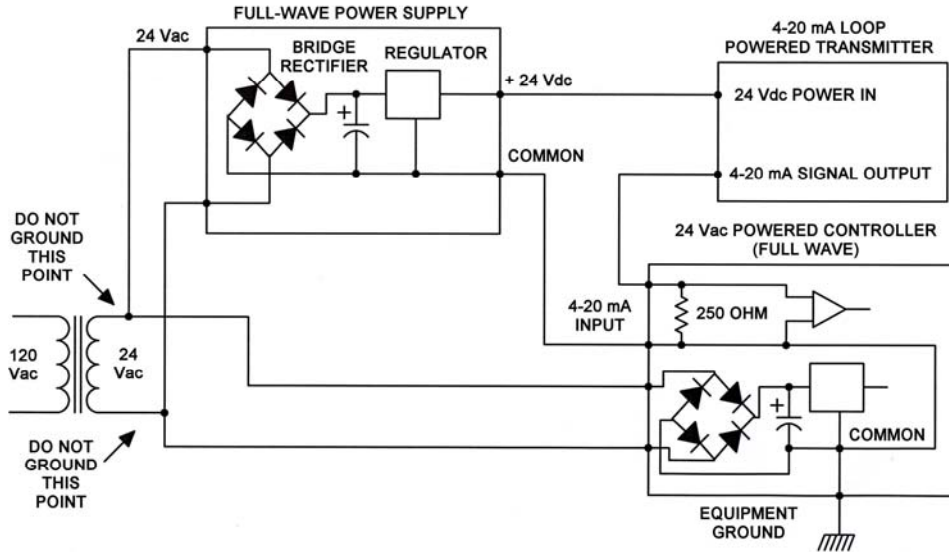 FULL-WAVE POWER SUPPLY
24 Vac
BRIDGE
RECTIFIER
REGULATOR
+
+ 24 Vdc
COMMON
4-20 mA LOOP
POWERED TRANSMITTER
24 Vdc POWER IN
4-20 mA SIGNAL OUTPUT
DO NOT
GROUND
THIS
POINT
24 Vac POWERED CONTROLLER
(FULL WAVE)
4-20 mA
INPUT
250 OHM
120
Vac
24
Vac
+
COMMON
DO NOT
GROUND
THIS
POINT
EQUIPMENT
GROUND